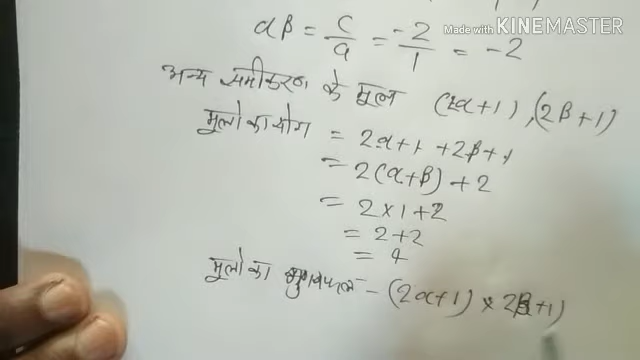 Made with KINEMASTER
αβ = c/a = -2/1 = -2
अन्य समीकरण के मूल (2α+1), (2β+1)
मूलो का योग = 2α+1 +2β+1
= 2(α+β) + 2
= 2×1+2
= 2+2
= 4
मूलो का गुणनफल - (2α+1) × 2β+1)